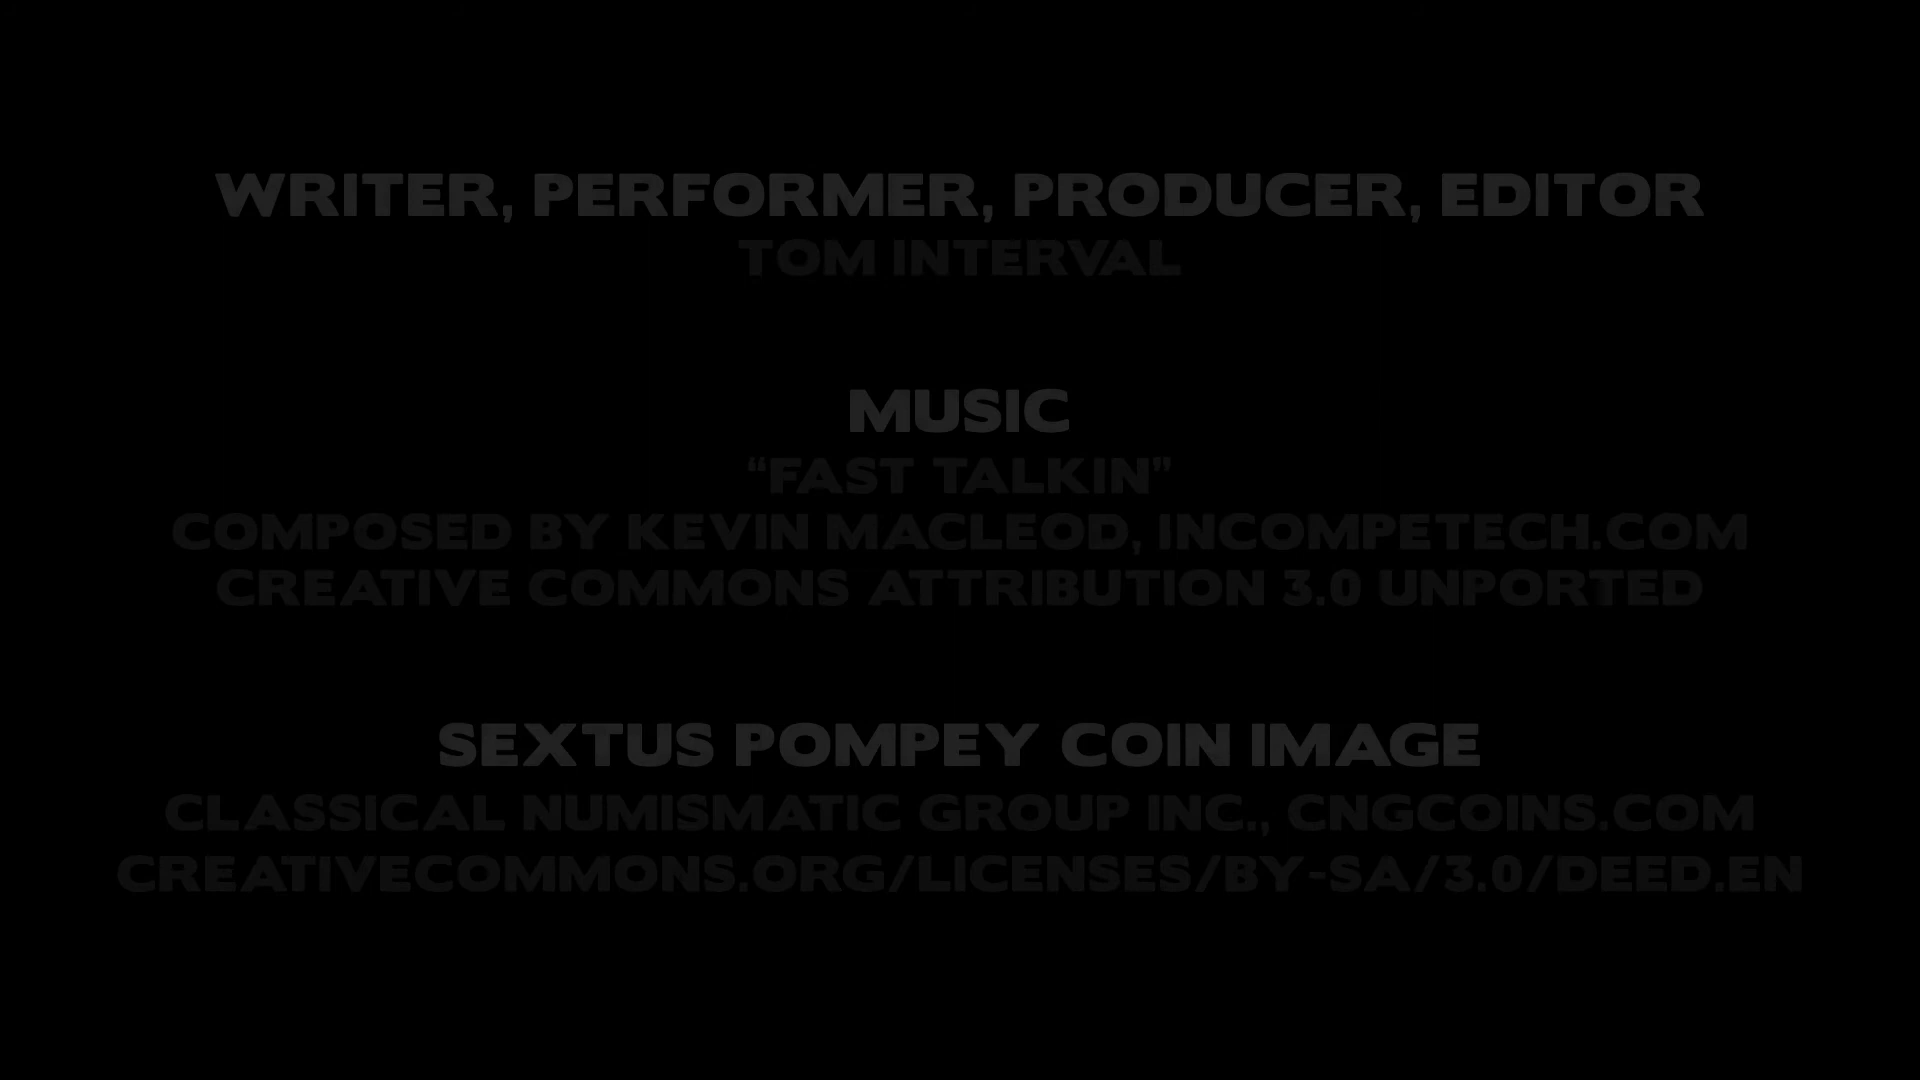 WRITER, PERFORMER, PRODUCER, EDITOR
TOM INTERVAL
MUSIC
“FAST TALKIN”
COMPOSED BY KEVIN MACLEOD, INCOMPETECH.COM
CREATIVE COMMONS ATTRIBUTION 3.0 UNPORTED
SEXTUS POMPEY COIN IMAGE
CLASSICAL NUMISMATIC GROUP INC., CNGCOINS.COM
CREATIVECOMMONS.ORG/LICENSES/BY-SA/3.0/DEED.EN